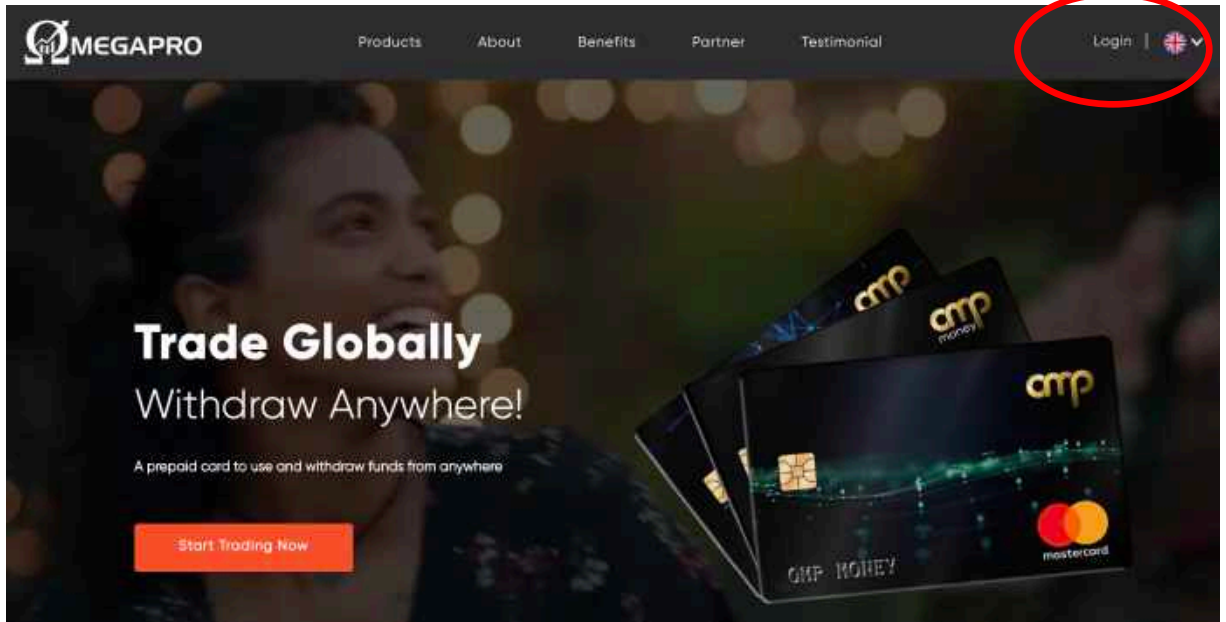 ΩMEGAPRO
Products About Benefits Partner Testimonial
Login |
Trade Globally
Withdraw Anywhere!
A prepaid card to use and withdraw funds from anywhere
Start Trading Now
omp
omp
money
omp
OMP MONEY
mastercard